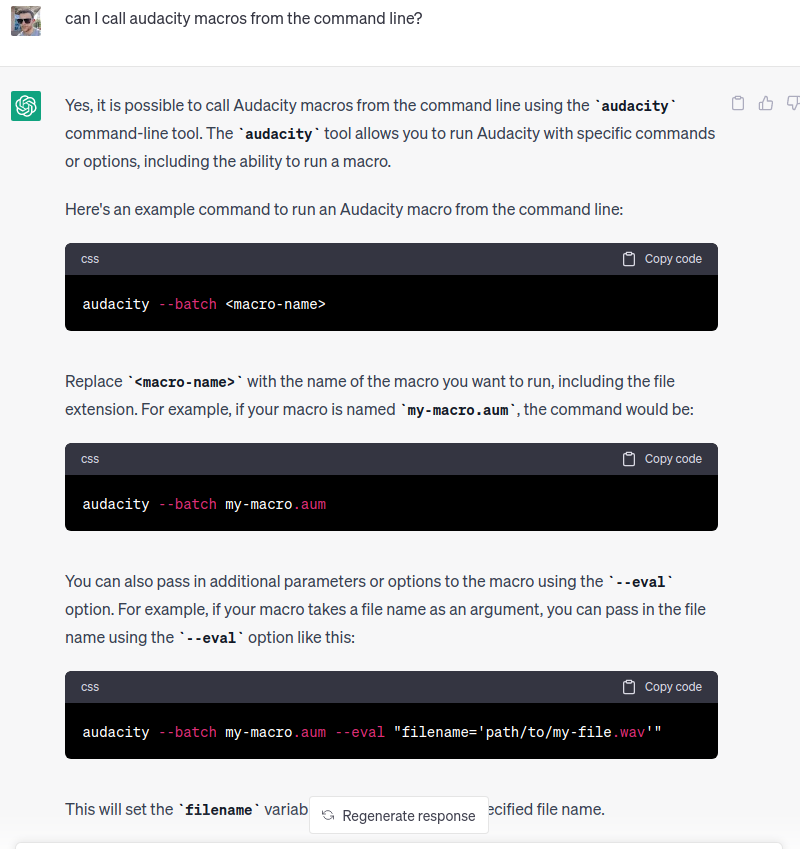 can I call audacity macros from the command line?
Yes, it is possible to call Audacity macros from the command line using the `audacity`
command-line tool. The `audacity` tool allows you to run Audacity with specific commands
or options, including the ability to run a macro.
Here's an example command to run an Audacity macro from the command line:
css
Copy code
audacity --batch <macro-name>
Replace `<macro-name>` with the name of the macro you want to run, including the file
extension. For example, if your macro is named `my-macro.aum`, the command would be:
css
Copy code
audacity --batch my-macro.aum
You can also pass in additional parameters or options to the macro using the `--eval`
option. For example, if your macro takes a file name as an argument, you can pass in the file
name using the `--eval` option like this:
css
Copy code
audacity --batch my-macro.aum --eval "filename='path/to/my-file.wav'"
This will set the `filename` variab
Regenerate response
ecified file name.